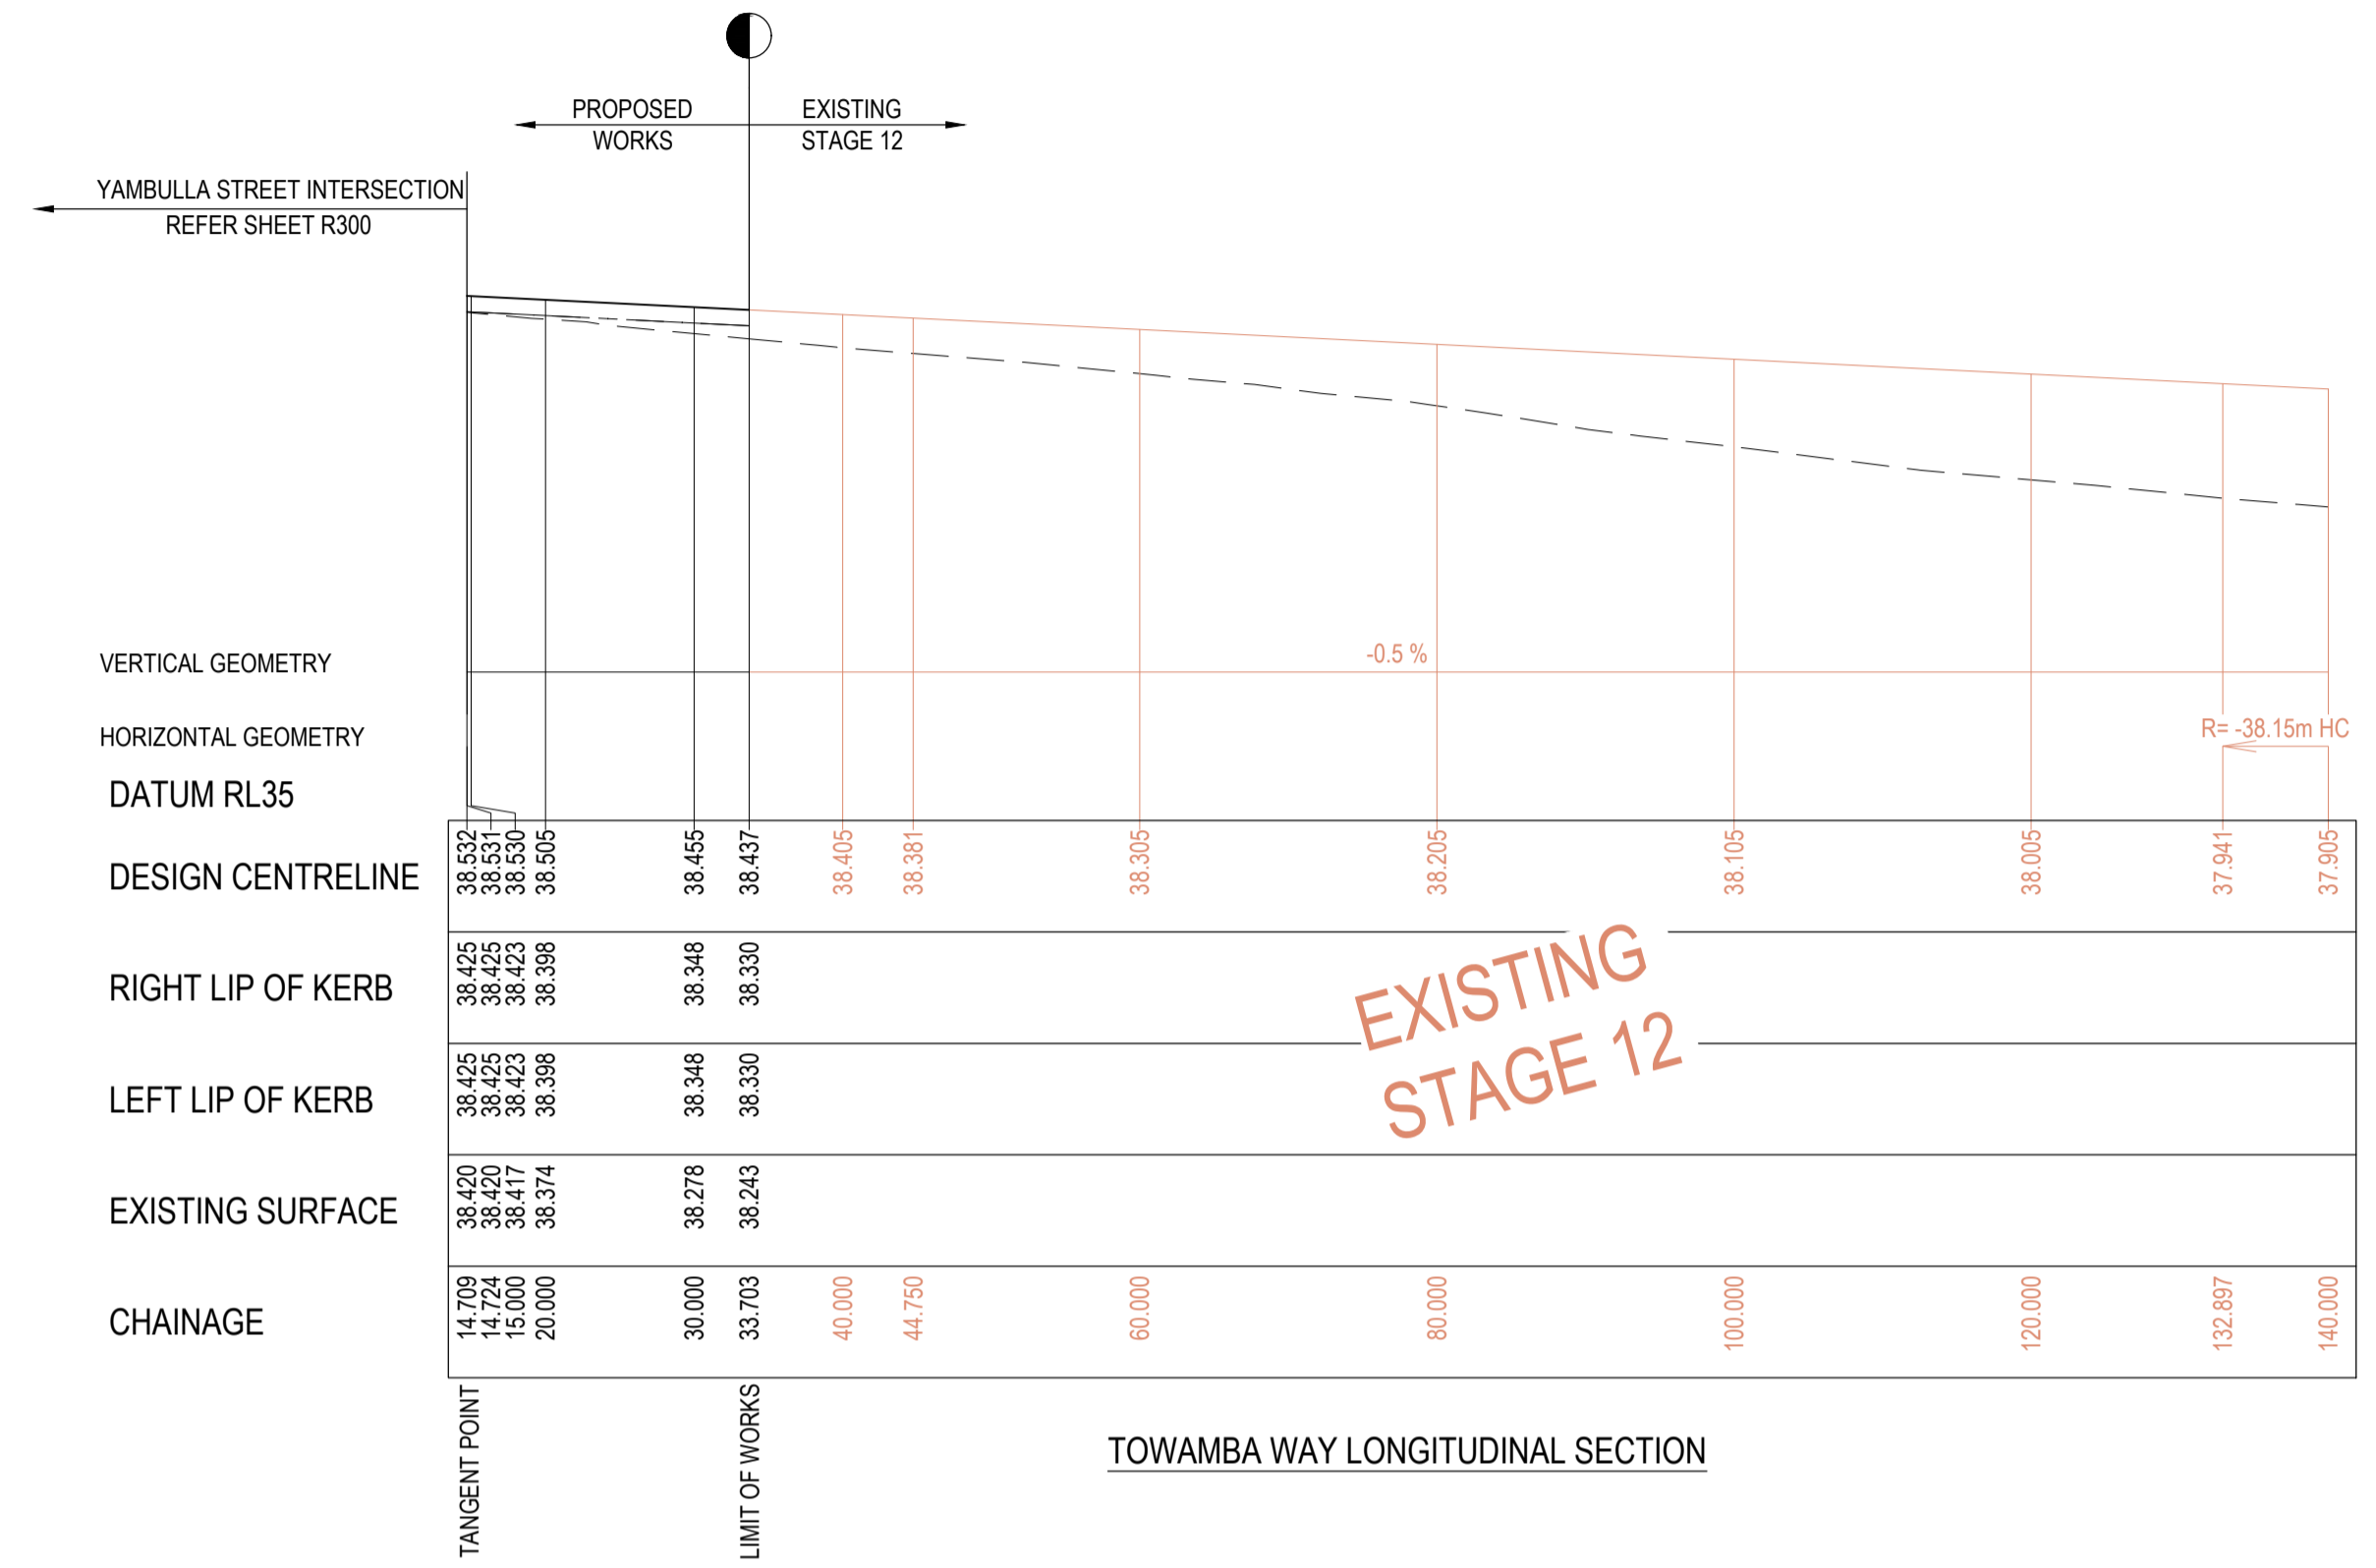 PROPOSED
WORKS
EXISTING
STAGE 12
YAMBULLA STREET INTERSECTION
REFER SHEET R300
VERTICAL GEOMETRY
-0.5 %
HORIZONTAL GEOMETRY
R= -38.15m HC
DATUM RL35
DESIGN CENTRELINE 38.532 38.531 38.530 38.505 38.455 38.437 38.405 38.381 38.305 38.205 38.105 38.005 37.941 37.905
RIGHT LIP OF KERB 38.425 38.425 38.423 38.398 38.348 38.330
LEFT LIP OF KERB 38.425 38.425 38.423 38.398 38.348 38.330
EXISTING
STAGE 12
EXISTING SURFACE 38.420 38.420 38.417 38.374 38.278 38.243
CHAINAGE 14.709 14.724 15.000 20.000 30.000 33.703 40.000 44.750 60.000 80.000 100.000 120.000 132.897 140.000
TANGENT POINT
LIMIT OF WORKS
TOWAMBA WAY LONGITUDINAL SECTION